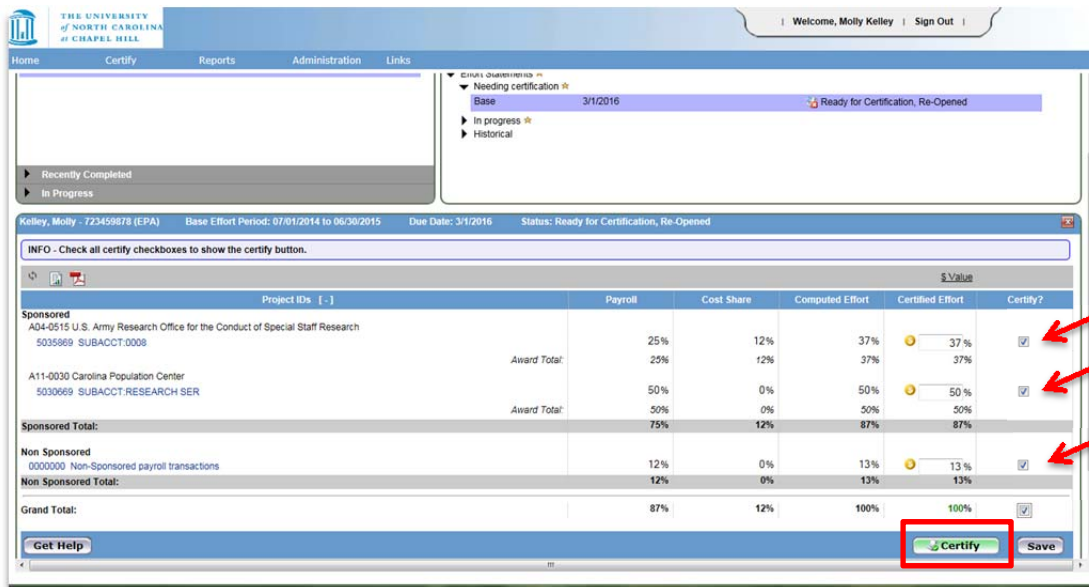 THE UNIVERSITY
of NORTH CAROLINA
at CHAPEL HILL
| Welcome, Molly Kelley | Sign Out |
Home Certify Reports Administration Links
Effort Statements
Needing certification
Base 3/1/2016 Ready for Certification, Re-Opened
In progress
Historical
Recently Completed
In Progress
Kelley, Molly - 723459878 (EPA) Base Effort Period: 07/01/2014 to 06/30/2015 Due Date: 3/1/2016 Status: Ready for Certification, Re-Opened
INFO - Check all certify checkboxes to show the certify button.
$ Value
Project IDs [ - ] Payroll Cost Share Computed Effort Certified Effort Certify?
Sponsored
A04-0515 U.S. Army Research Office for the Conduct of Special Staff Research
5035869 SUBACCT:0008 25% 12% 37% 37 %
Award Total: 25% 12% 37% 37%
A11-0030 Carolina Population Center
5030669 SUBACCT:RESEARCH SER 50% 0% 50% 50 %
Award Total: 50% 0% 50% 50%
Sponsored Total: 75% 12% 87% 87%
Non Sponsored
0000000 Non-Sponsored payroll transactions 12% 0% 13% 13 %
Non Sponsored Total: 12% 0% 13% 13%
Grand Total: 87% 12% 100% 100%
Get Help Certify Save